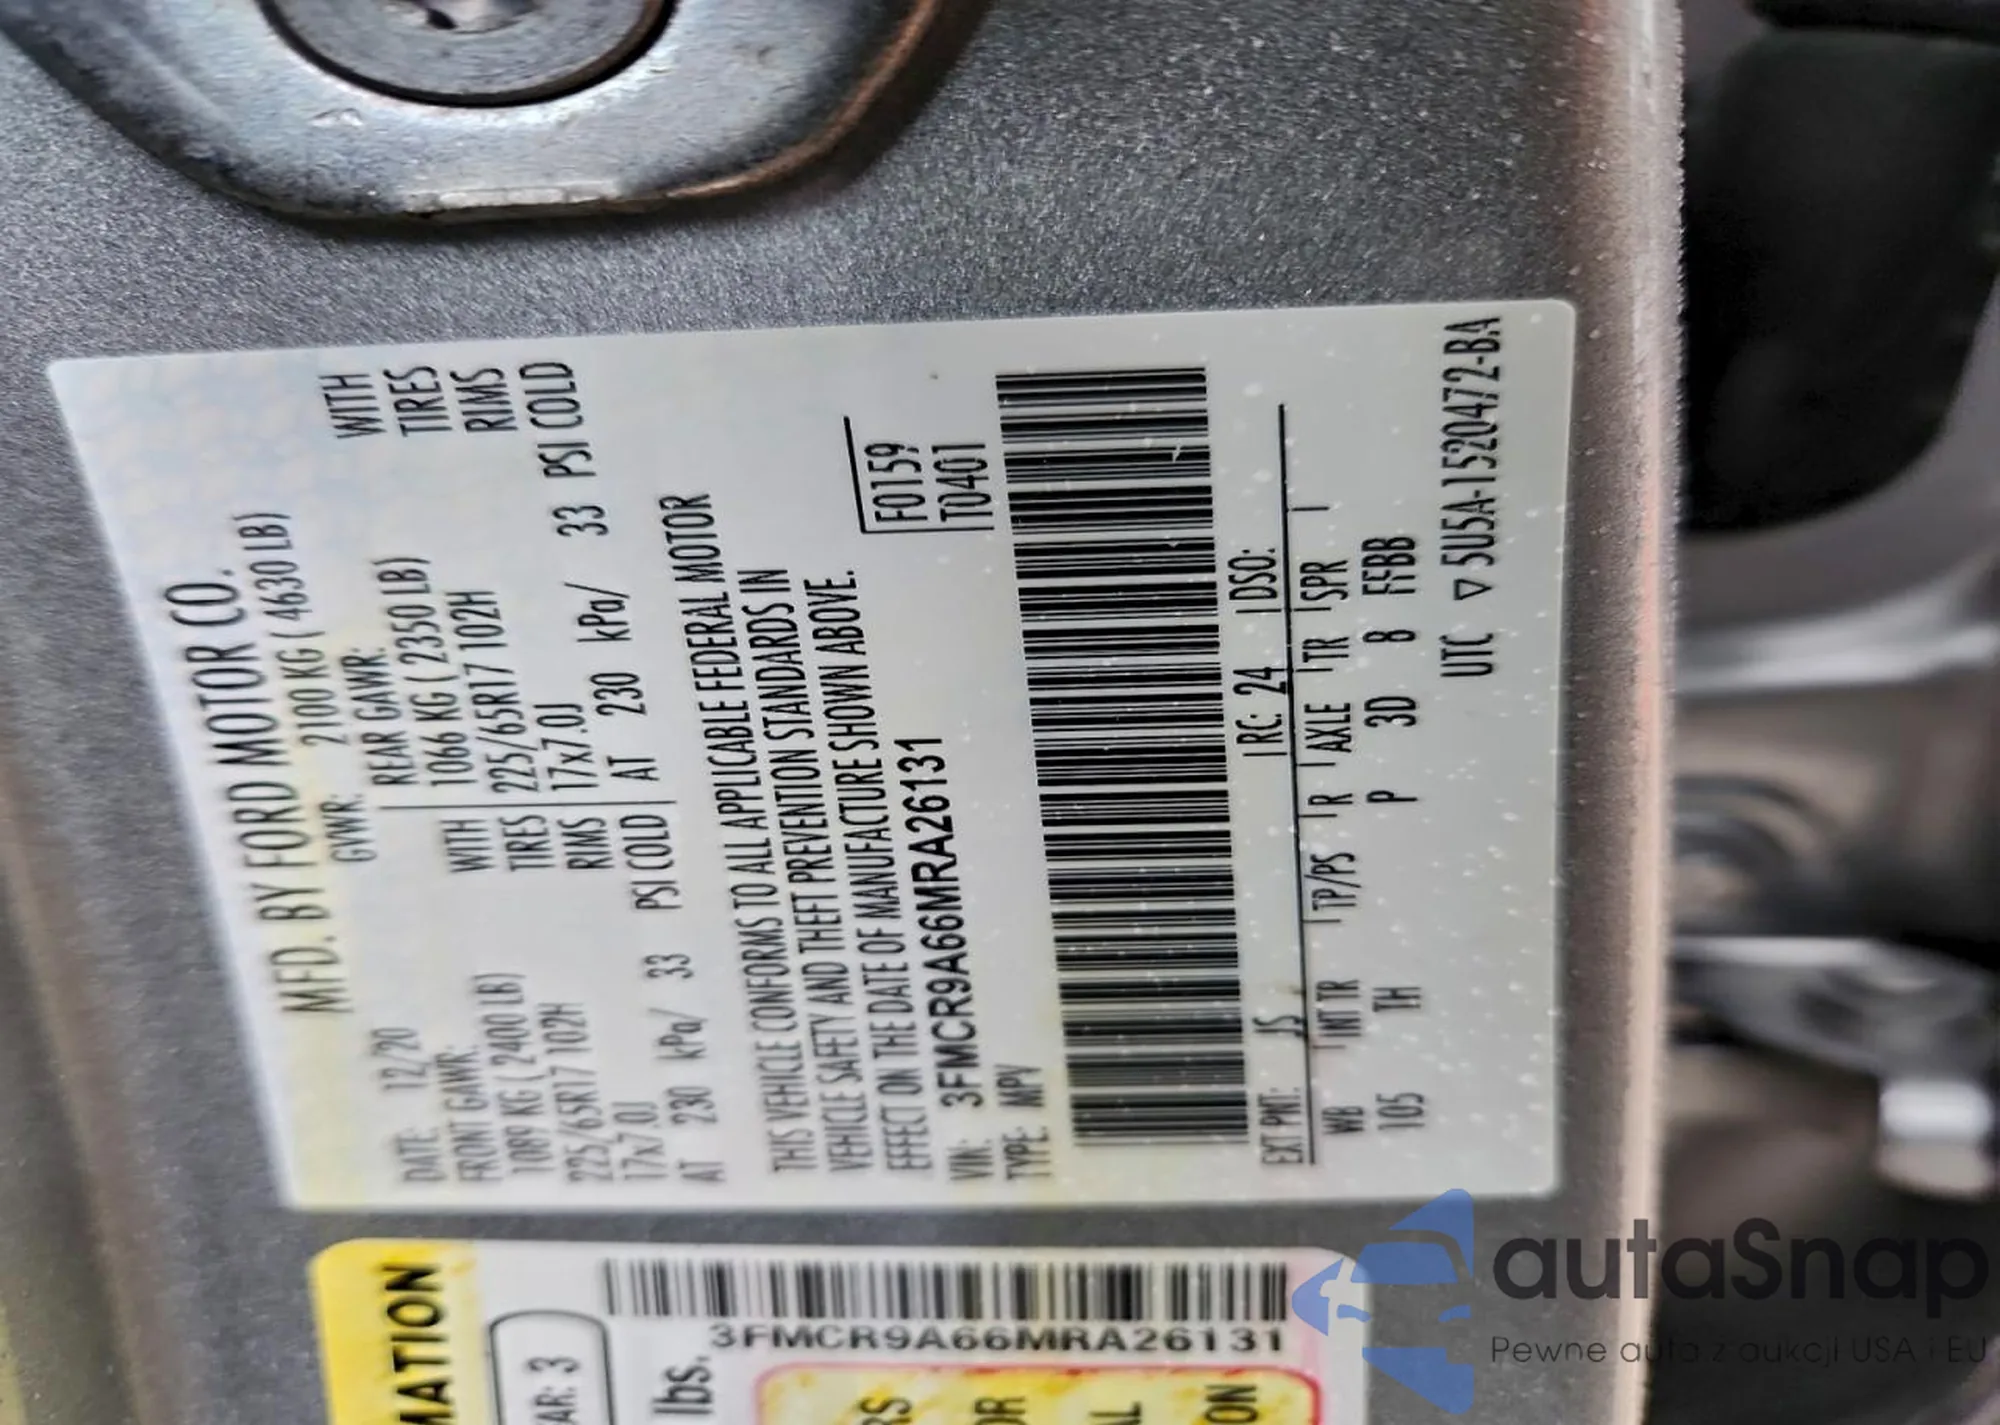 MFD. BY FORD MOTOR CO.
DATE: 12/20 GVWR: 2100 KG ( 4630 LB)
FRONT GAWR: REAR GAWR:
1089 KG ( 2400 LB) WITH 1066 KG ( 2350 LB) WITH
225/65R17 102H TIRES 225/65R17 102H TIRES
17x7.0J RIMS 17x7.0J RIMS
AT 230 kPa/ 33 PSI COLD AT 230 kPa/ 33 PSI COLD
THIS VEHICLE CONFORMS TO ALL APPLICABLE FEDERAL MOTOR
VEHICLE SAFETY AND THEFT PREVENTION STANDARDS IN
EFFECT ON THE DATE OF MANUFACTURE SHOWN ABOVE.
VIN: 3FMCR9A66MRA26131 F0159
TYPE: MPV T0401
EXT PNT: JS RC: 24 DSO:
WB INT TR TP/PS R AXLE TR SPR
105 TH P 3D 8 FFBB
UTC ▽ 5U5A-1520472-BA
MATION
AR: 3
lbs.
3FMCR9A66MRA26131
RS
OR
AL
ON
autaSnap
Pewne auta z aukcji USA i EU